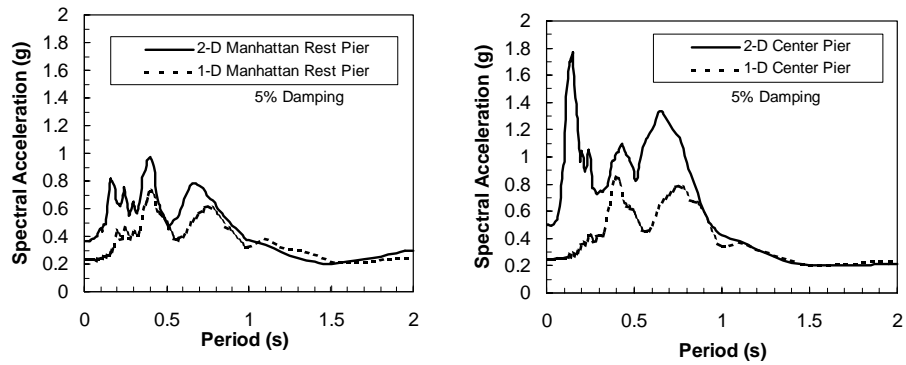 2
1.8
1.6
1.4
1.2
1
0.8
0.6
0.4
0.2
0
Spectral Acceleration (g)
2-D Manhattan Rest Pier
1-D Manhattan Rest Pier
5% Damping
0 0.5 1 1.5 2
Period (s)
2
1.8
1.6
1.4
1.2
1
0.8
0.6
0.4
0.2
0
Spectral Acceleration (g)
2-D Center Pier
1-D Center Pier
5% Damping
0 0.5 1 1.5 2
Period (s)